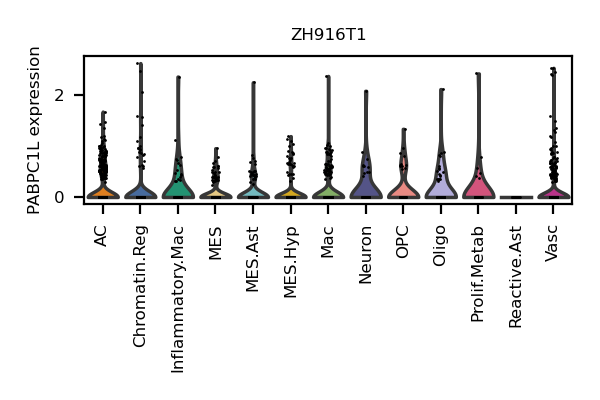 ZH916T1
PABPC1L expression
2
0
AC
Chromatin.Reg
Inflammatory.Mac
MES
MES.Ast
MES.Hyp
Mac
Neuron
OPC
Oligo
Prolif.Metab
Reactive.Ast
Vasc